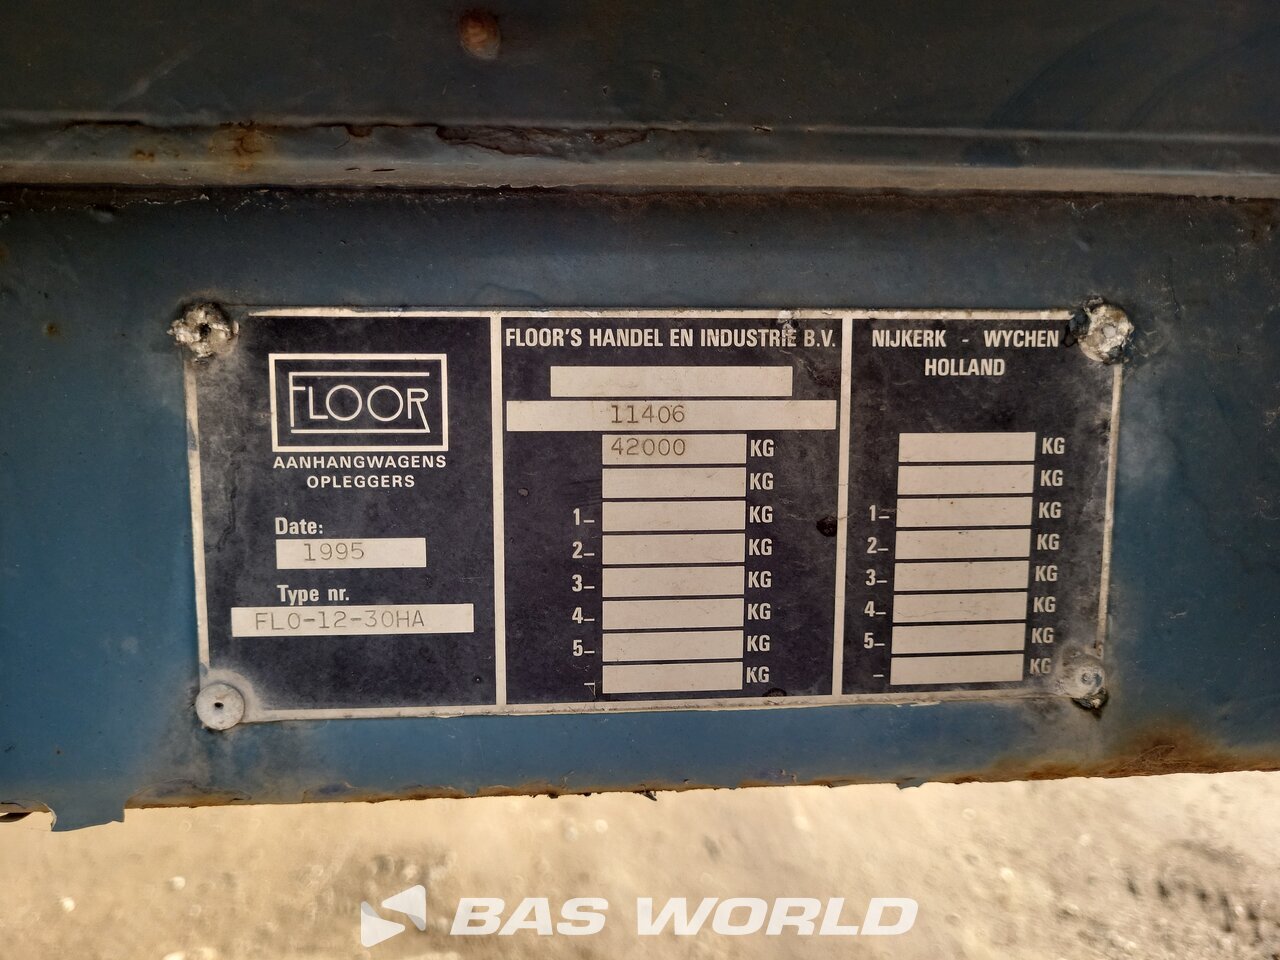 FLOOR
AANHANGWAGENS
OPLEGGERS
Date:
1995
Type nr.
FLO-12-30HA
FLOOR'S HANDEL EN INDUSTRIE B.V.
11406
42000 KG
KG
1- KG
2- KG
3- KG
4- KG
5- KG
- KG
NIJKERK - WYCHEN
HOLLAND
KG
KG
1- KG
2- KG
3- KG
4- KG
5- KG
- KG
BAS WORLD